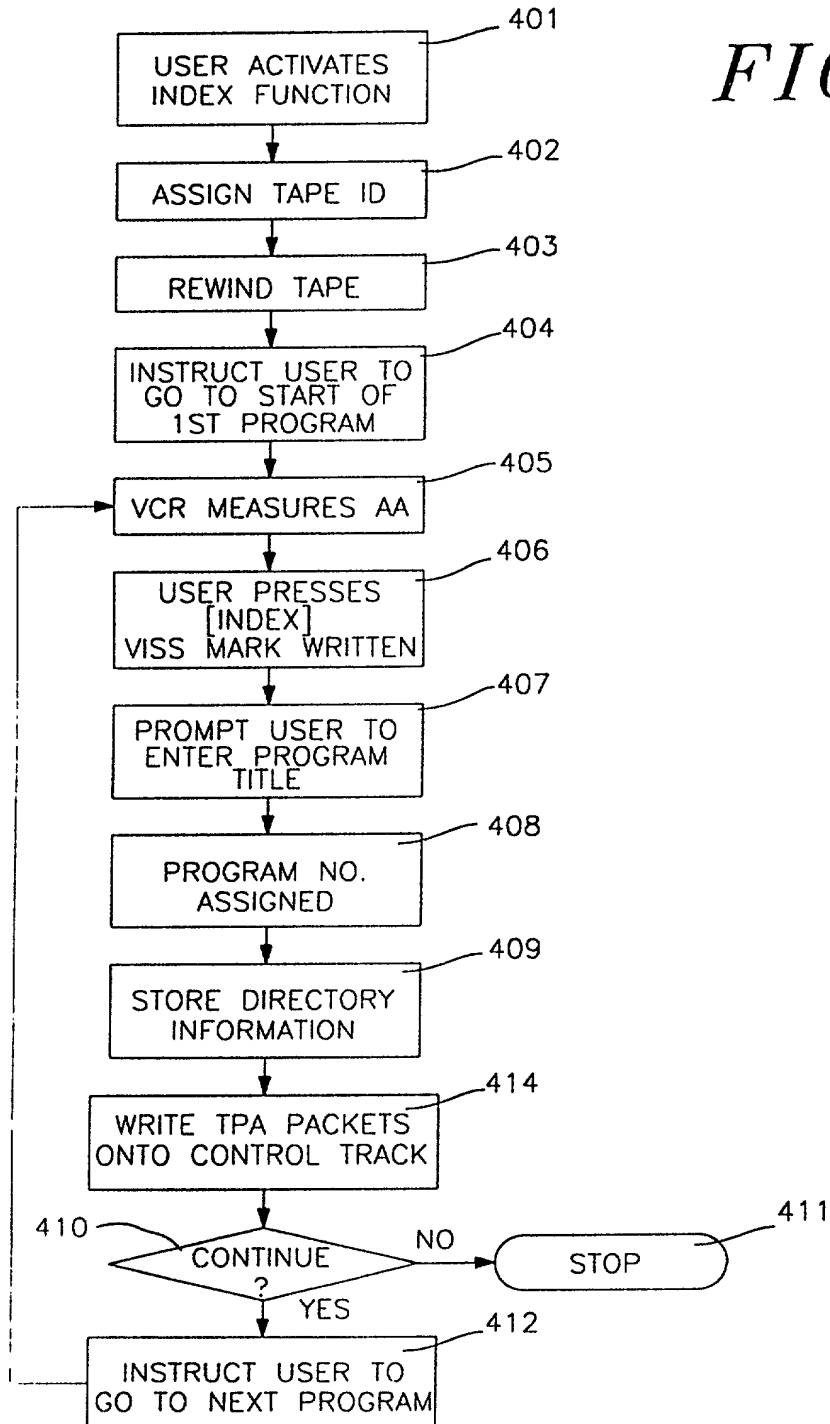 401
FIG
USER ACTIVATES
INDEX FUNCTION
402
ASSIGN TAPE ID
403
REWIND TAPE
404
INSTRUCT USER TO
GO TO START OF
1ST PROGRAM
405
VCR MEASURES AA
406
USER PRESSES
[INDEX]
VISS MARK WRITTEN
407
PROMPT USER TO
ENTER PROGRAM
TITLE
408
PROGRAM NO.
ASSIGNED
409
STORE DIRECTORY
INFORMATION
414
WRITE TPA PACKETS
ONTO CONTROL TRACK
410
CONTINUE
?
NO
411
STOP
YES
412
INSTRUCT USER TO
GO TO NEXT PROGRAM